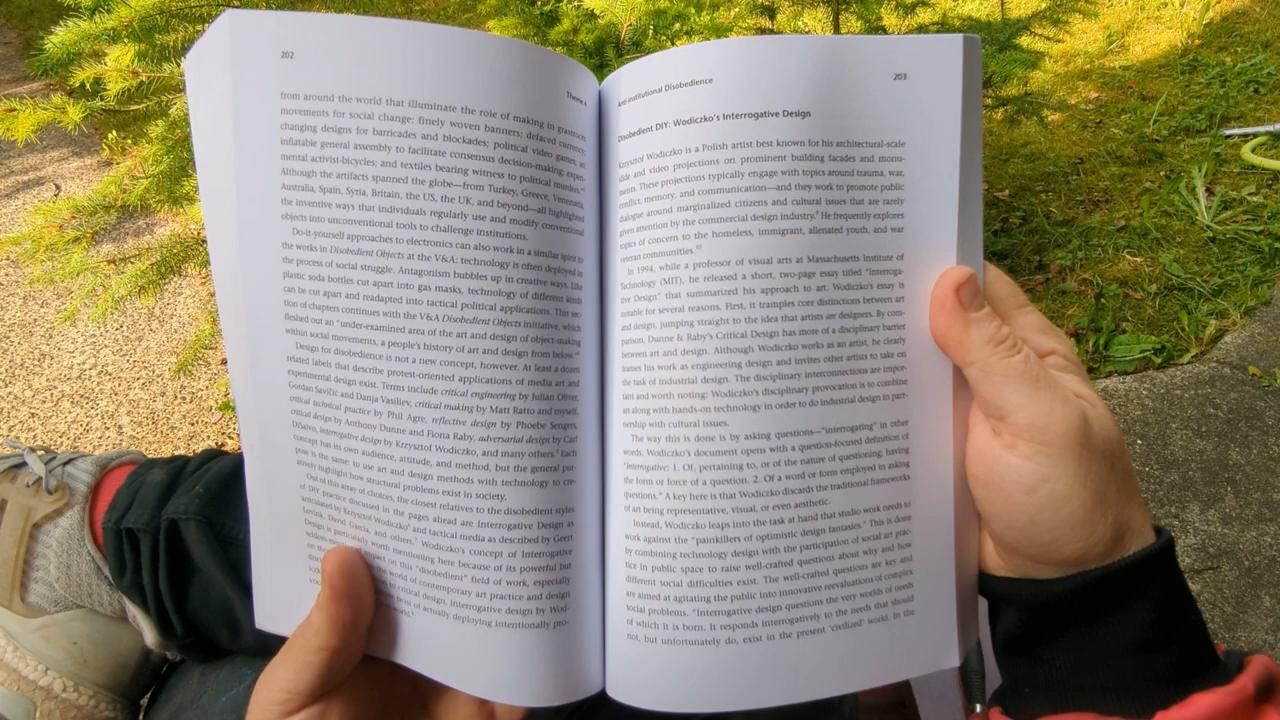 202
Theme 4
from around the world that illuminate the role of making in grassroots
movements for social change: finely woven banners; defaced currency;
changing designs for barricades and blockades; political video games; an
inflatable general assembly to facilitate consensus decision-making; experi-
mental activist-bicycles; and textiles bearing witness to political murders.
Although the artifacts spanned the globe—from Turkey, Greece, Venezuela,
Australia, Spain, Syria, Britain, the US, the UK, and beyond—all highlighted
the inventive ways that individuals regularly use and modify conventional
objects into unconventional tools to challenge institutions.
Do-it-yourself approaches to electronics can also work in a similar spirit to
the works in Disobedient Objects at the V&A: technology is often deployed in
the process of social struggle. Antagonism bubbles up in creative ways. Like
plastic soda bottles cut apart into gas masks, technology of different kinds
can be cut apart and readapted into tactical political applications. This sec-
tion of chapters continues with the V&A Disobedient Objects initiative, which
fleshed out an "under-examined area of the art and design of object-making
within social movements, a people's history of art and design from below."
Design for disobedience is not a new concept, however. At least a dozen
related labels that describe protest-oriented applications of media art and
experimental design exist. Terms include critical engineering by Julian Oliver,
Gordan Savičić and Danja Vasiliev, critical making by Matt Ratto and myself,
critical technical practice by Phil Agre, reflective design by Phoebe Sengers,
critical design by Anthony Dunne and Fiona Raby, adversarial design by Carl
DiSalvo, interrogative design by Krzysztof Wodiczko, and many others.⁵ Each
concept has its own audience, attitude, and method, but the general pur-
pose is the same: to use art and design methods with technology to cre-
atively highlight how structural problems exist in society.
Out of this array of choices, the closest relatives to the disobedient styles
of DIY practice discussed in the pages ahead are Interrogative Design as
articulated by Krzysztof Wodiczko⁶ and tactical media as described by Geert
Lovink, David Garcia, and others.⁷ Wodiczko's concept of Interrogative
Design is particularly worth mentioning here because of its powerful but
impact on this "disobedient" field of work, especially
on the world of contemporary art practice and design
to critical design, interrogative design by Wod-
most of actually deploying intentionally pro-
world.⁸
Anti-institutional Disobedience
203
Disobedient DIY: Wodiczko's Interrogative Design
Krzysztof Wodiczko is a Polish artist best known for his architectural-scale
slide and video projections on prominent building facades and monu-
ments. These projections typically engage with topics around trauma, war,
conflict, memory, and communication—and they work to promote public
dialogue around marginalized citizens and cultural issues that are rarely
given attention by the commercial design industry.⁹ He frequently explores
topics of concern to the homeless, immigrant, alienated youth, and war
veteran communities.¹⁰
In 1994, while a professor of visual arts at Massachusetts Institute of
Technology (MIT), he released a short, two-page essay titled "Interroga-
tive Design" that summarized his approach to art. Wodiczko's essay is
notable for several reasons. First, it tramples core distinctions between art
and design, jumping straight to the idea that artists are designers. By com-
parison, Dunne & Raby's Critical Design has more of a disciplinary barrier
between art and design. Although Wodiczko works as an artist, he clearly
frames his work as engineering design and invites other artists to take on
the task of industrial design. The disciplinary interconnections are impor-
tant and worth noting: Wodiczko's disciplinary provocation is to combine
art along with hands-on technology in order to do industrial design in part-
nership with cultural issues.
The way this is done is by asking questions—"interrogating" in other
words. Wodiczko's document opens with a question-focused definition of
"interrogative: 1. Of, pertaining to, or of the nature of questioning; having
the form or force of a question. 2. Of a word or form employed in asking
questions." A key here is that Wodiczko discards the traditional frameworks
of art being representative, visual, or even aesthetic.
Instead, Wodiczko leaps into the task at hand that studio work needs to
work against the "painkillers of optimistic design fantasies." This is done
by combining technology design with the participation of social art prac-
tice in public space to raise well-crafted questions about why and how
different social difficulties exist. The well-crafted questions are key and
are aimed at agitating the public into innovative reevaluations of complex
social problems. "Interrogative design questions the very worlds of needs
of which it is born. It responds interrogatively to the needs that should
not, but unfortunately do, exist in the present 'civilized' world. In the